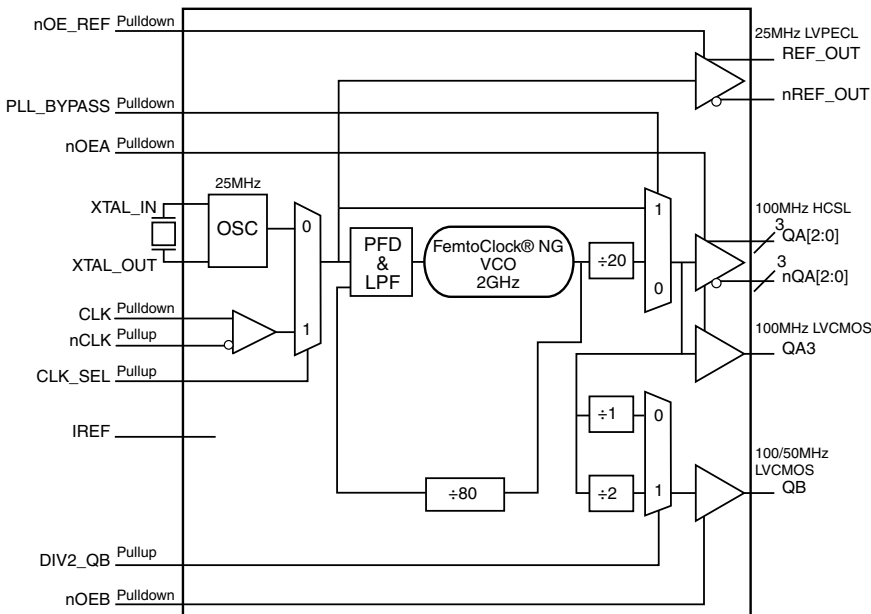 nOE_REF Pulldown
25MHz LVPECL
REF_OUT
nREF_OUT
PLL_BYPASS Pulldown
nOEA Pulldown
25MHz
XTAL_IN
OSC
XTAL_OUT
0
1
PFD
&
LPF
FemtoClock® NG
VCO
2GHz
÷20
1
0
100MHz HCSL
3
QA[2:0]
3
nQA[2:0]
CLK Pulldown
nCLK Pullup
CLK_SEL Pullup
100MHz LVCMOS
QA3
IREF
÷1
0
÷2
1
÷80
100/50MHz
LVCMOS
QB
DIV2_QB Pullup
nOEB Pulldown